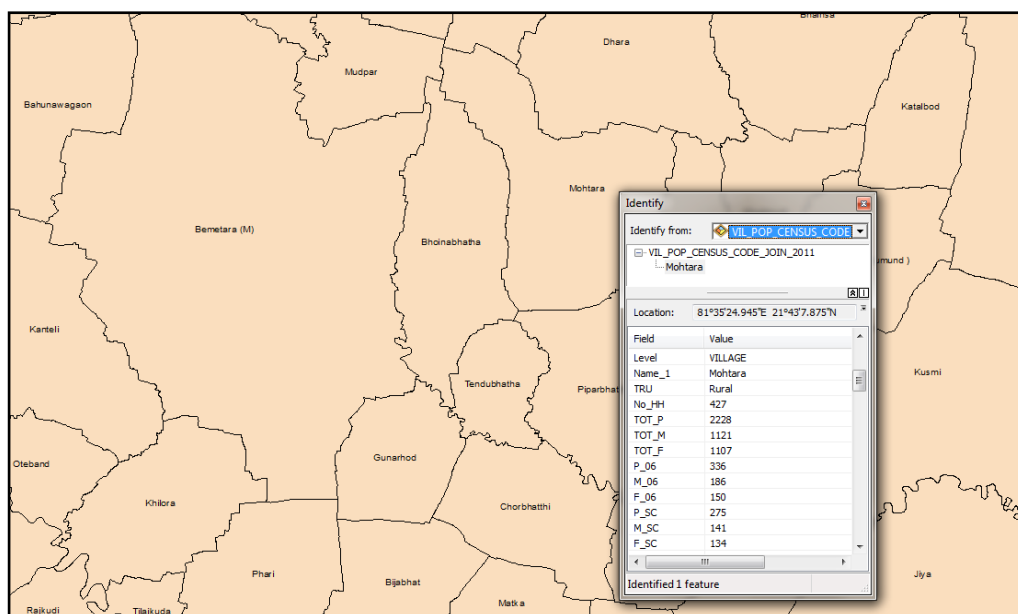 Bhainsa
Dhara
Mudpar
Bahunawagaon
Katalbod
Mohtara
Bemetara (M)
Bhoinabhatha
umund )
Kanteli
Tendubhatha
Piparbhat
Kusmi
Gunarhod
Oteband
Khilora
Chorbhatthi
Phari
Bijabhat
Jiya
Matka
Rajkudi
Tilaikuda
Identify
Identify from: VIL_POP_CENSUS_CODE
VIL_POP_CENSUS_CODE_JOIN_2011
Mohtara
Location: 81°35'24.945"E 21°43'7.875"N
Field Value
Level VILLAGE
Name_1 Mohtara
TRU Rural
No_HH 427
TOT_P 2228
TOT_M 1121
TOT_F 1107
P_06 336
M_06 186
F_06 150
P_SC 275
M_SC 141
F_SC 134
Identified 1 feature